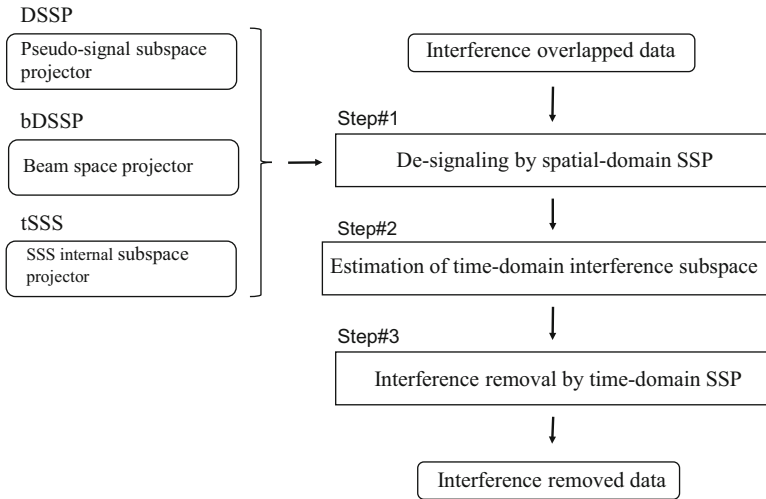 DSSP
Pseudo-signal subspace
projector
bDSSP
Beam space projector
tSSS
SSS internal subspace
projector
Interference overlapped data
Step#1
De-signaling by spatial-domain SSP
Step#2
Estimation of time-domain interference subspace
Step#3
Interference removal by time-domain SSP
Interference removed data